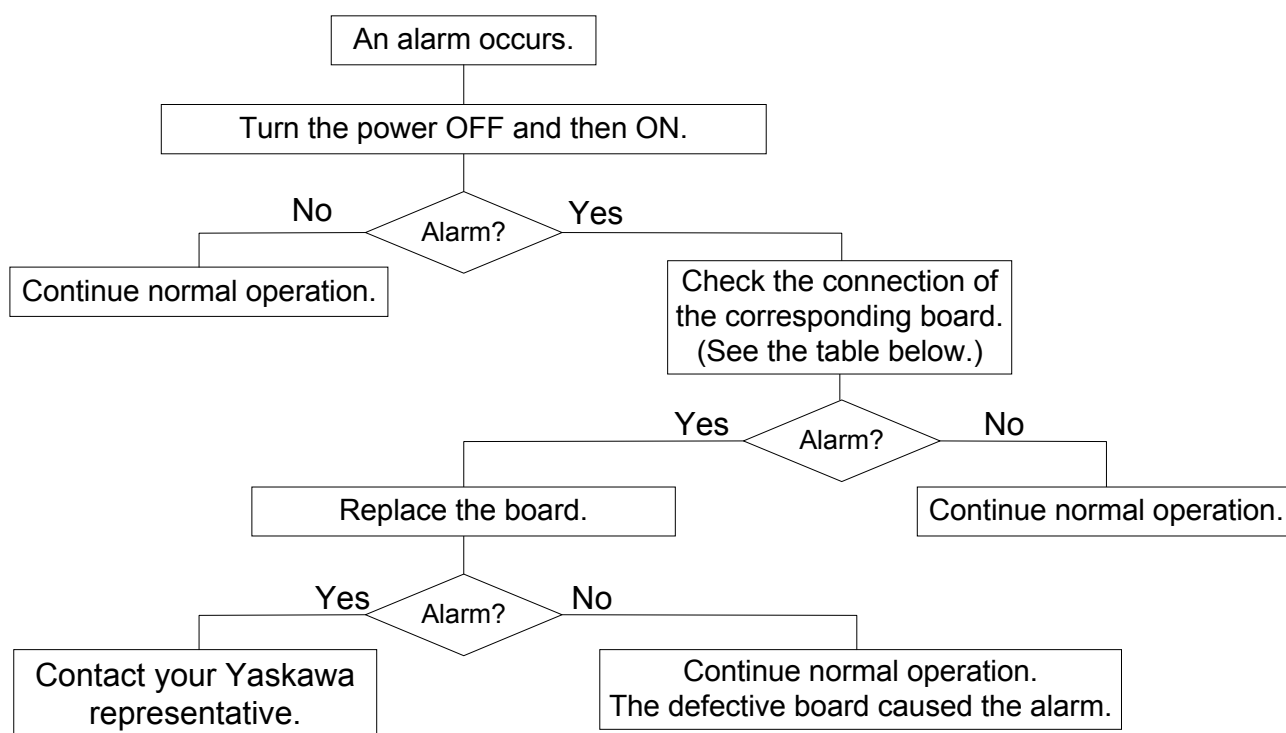 An alarm occurs.
Turn the power OFF and then ON.
No
Alarm?
Yes
Continue normal operation.
Check the connection of
the corresponding board.
(See the table below.)
Yes
Alarm?
No
Replace the board.
Continue normal operation.
Yes
Alarm?
No
Contact your Yaskawa
representative.
Continue normal operation.
The defective board caused the alarm.